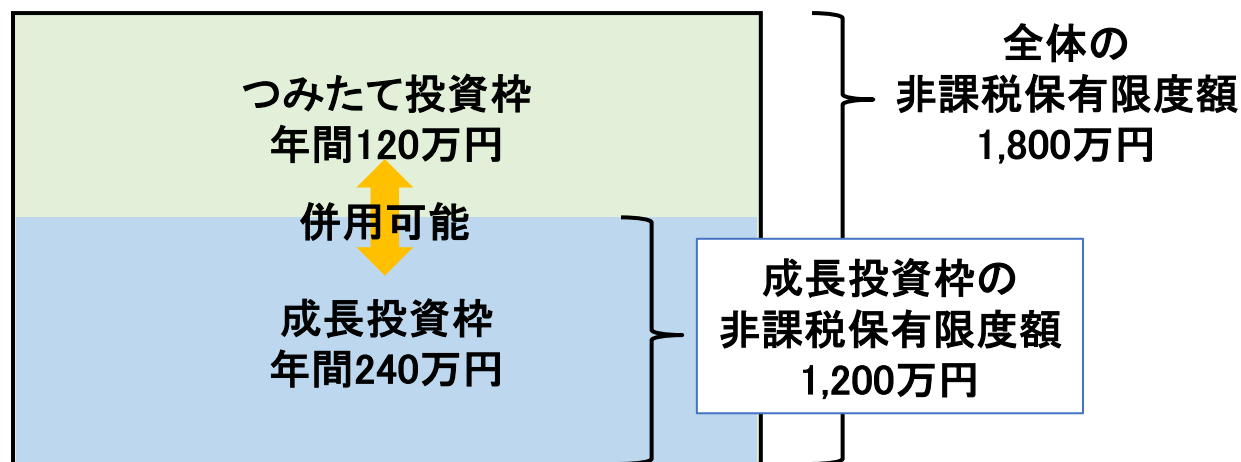 つみたて投資枠
年間120万円
併用可能
成長投資枠
年間240万円
全体の
非課税保有限度額
1,800万円
成長投資枠の
非課税保有限度額
1,200万円